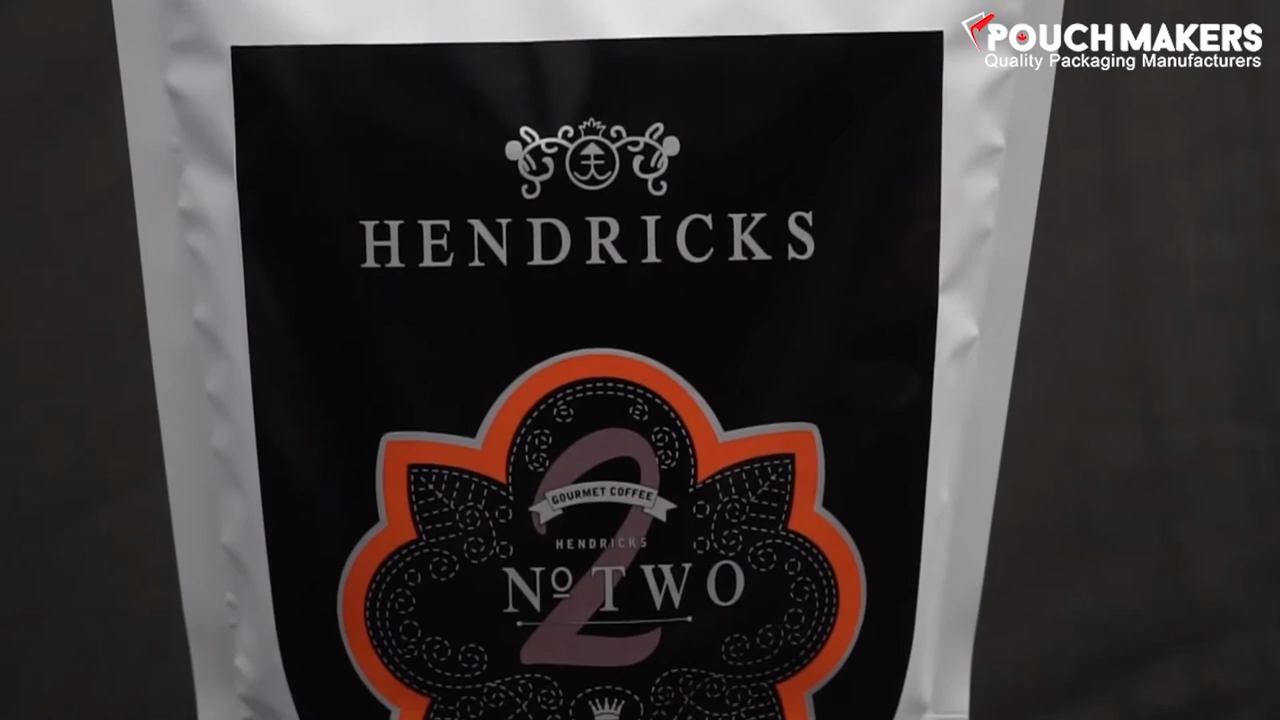 POUCH MAKERS
Quality Packaging Manufacturers
HENDRICKS
2
GOURMET COFFEE
HENDRICKS
Nº TWO